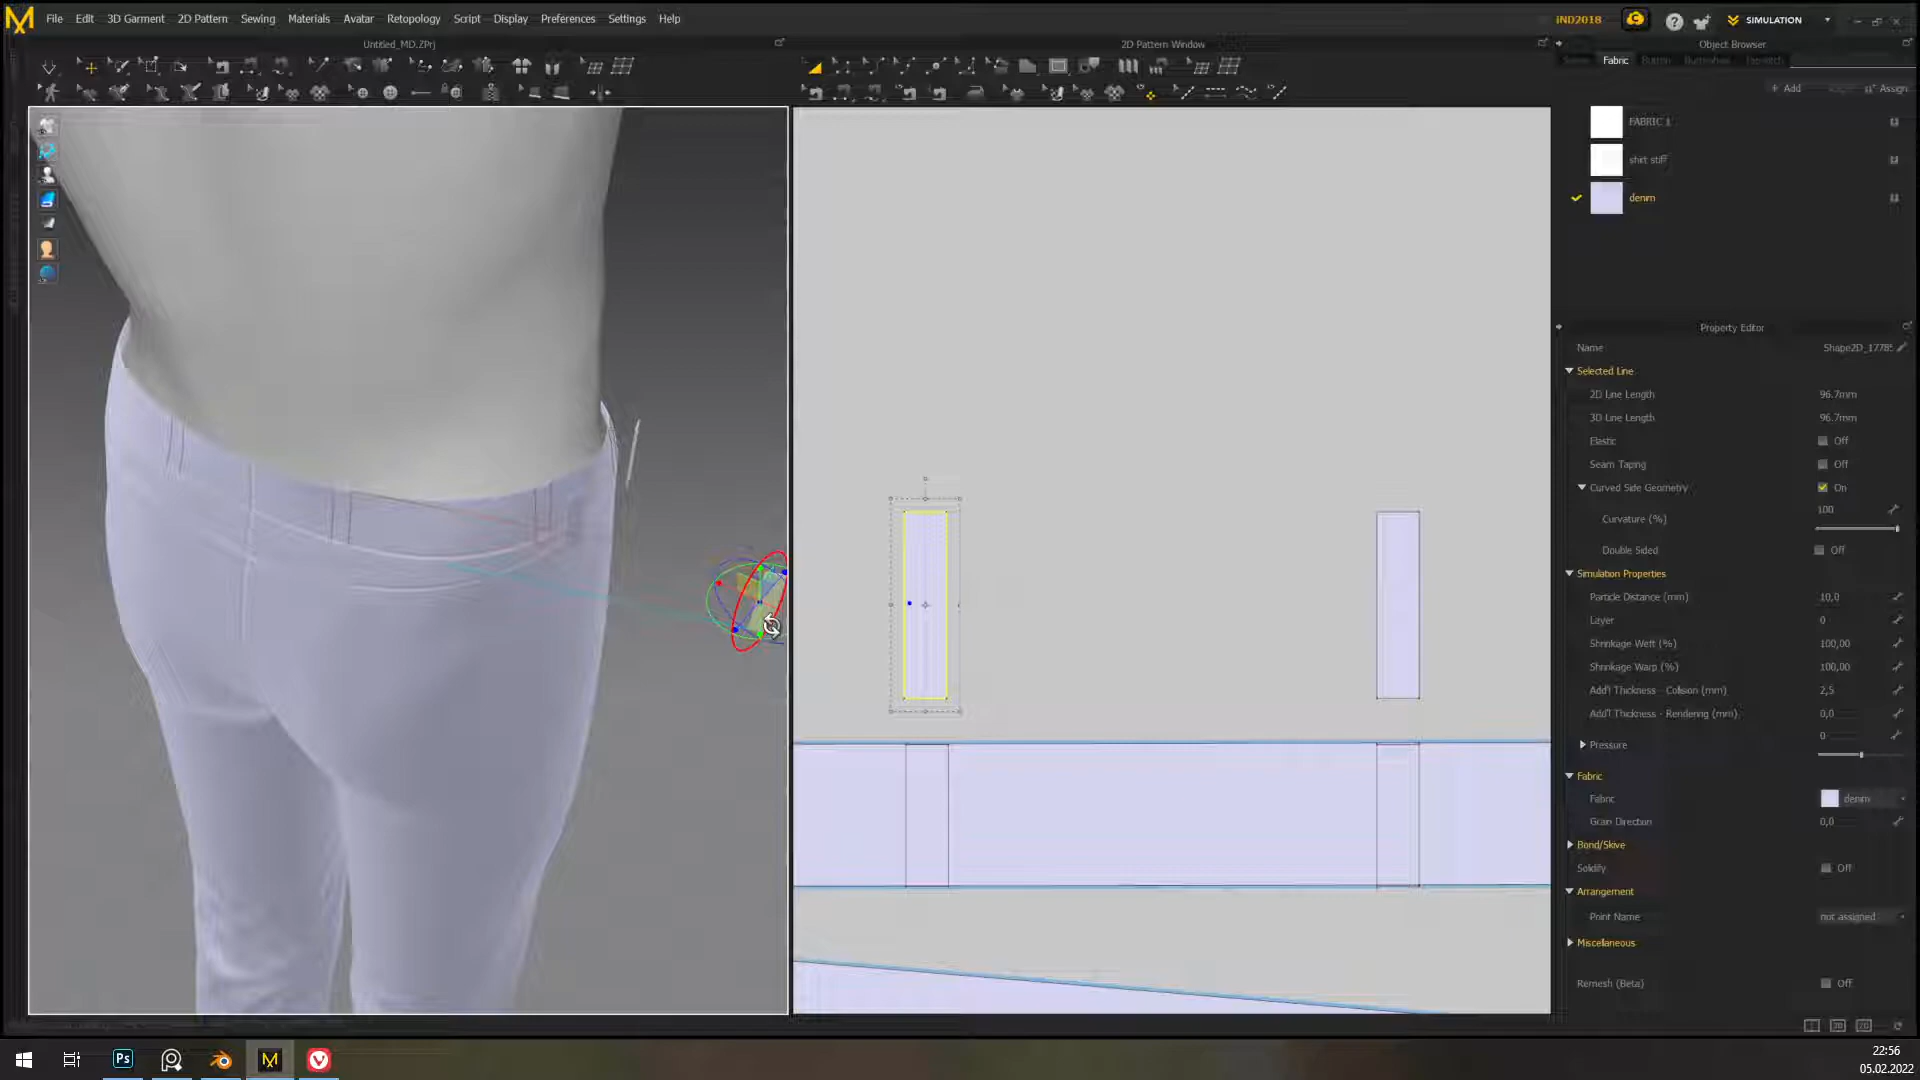 File Edit 3D Garment 2D Pattern Sewing Materials Avatar Retopology Script Display Preferences Settings Help
iND2018
SIMULATION
Untitled_MD.ZPrj
2D Pattern Window
Object Browser
Fabric Button
+ Add
Assign
FABRIC 1
shirt stiff
denim
Property Editor
Name Shape2D_1778
Selected Line
2D Line Length 96.7mm
3D Line Length 96.7mm
Elastic Off
Seam Taping Off
Curved Side Geometry On
Curvature (%) 100
Double Sided Off
Simulation Properties
Particle Distance (mm) 10,0
Layer 0
Shrinkage Weft (%) 100,00
Shrinkage Warp (%) 100,00
Add'l Thickness - Collision (mm) 2,5
Add'l Thickness - Rendering (mm) 0,0
Pressure 0
Fabric
Fabric denim
Grain Direction 0,0
Bond/Skive
Solidify Off
Arrangement
Print Name not assigned
Miscellaneous
Remesh (Beta) Off
3D 2D
Ps
22:56
05.02.2022